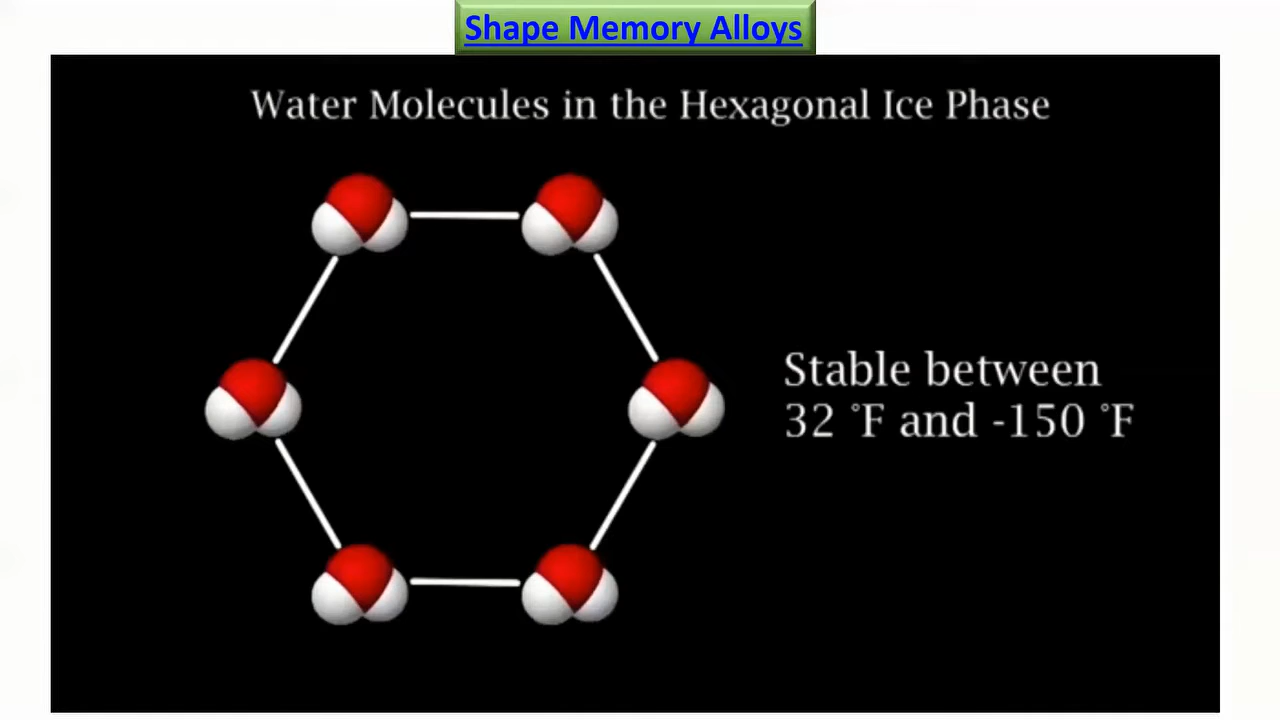 Shape Memory Alloys
Water Molecules in the Hexagonal Ice Phase
Stable between
32 °F and -150 °F